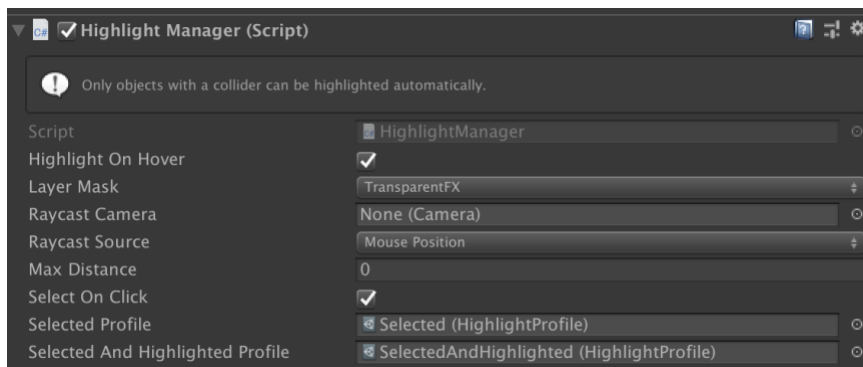 C# Highlight Manager (Script)
Only objects with a collider can be highlighted automatically.
Script HighlightManager
Highlight On Hover
Layer Mask TransparentFX
Raycast Camera None (Camera)
Raycast Source Mouse Position
Max Distance 0
Select On Click
Selected Profile Selected (HighlightProfile)
Selected And Highlighted Profile SelectedAndHighlighted (HighlightProfile)